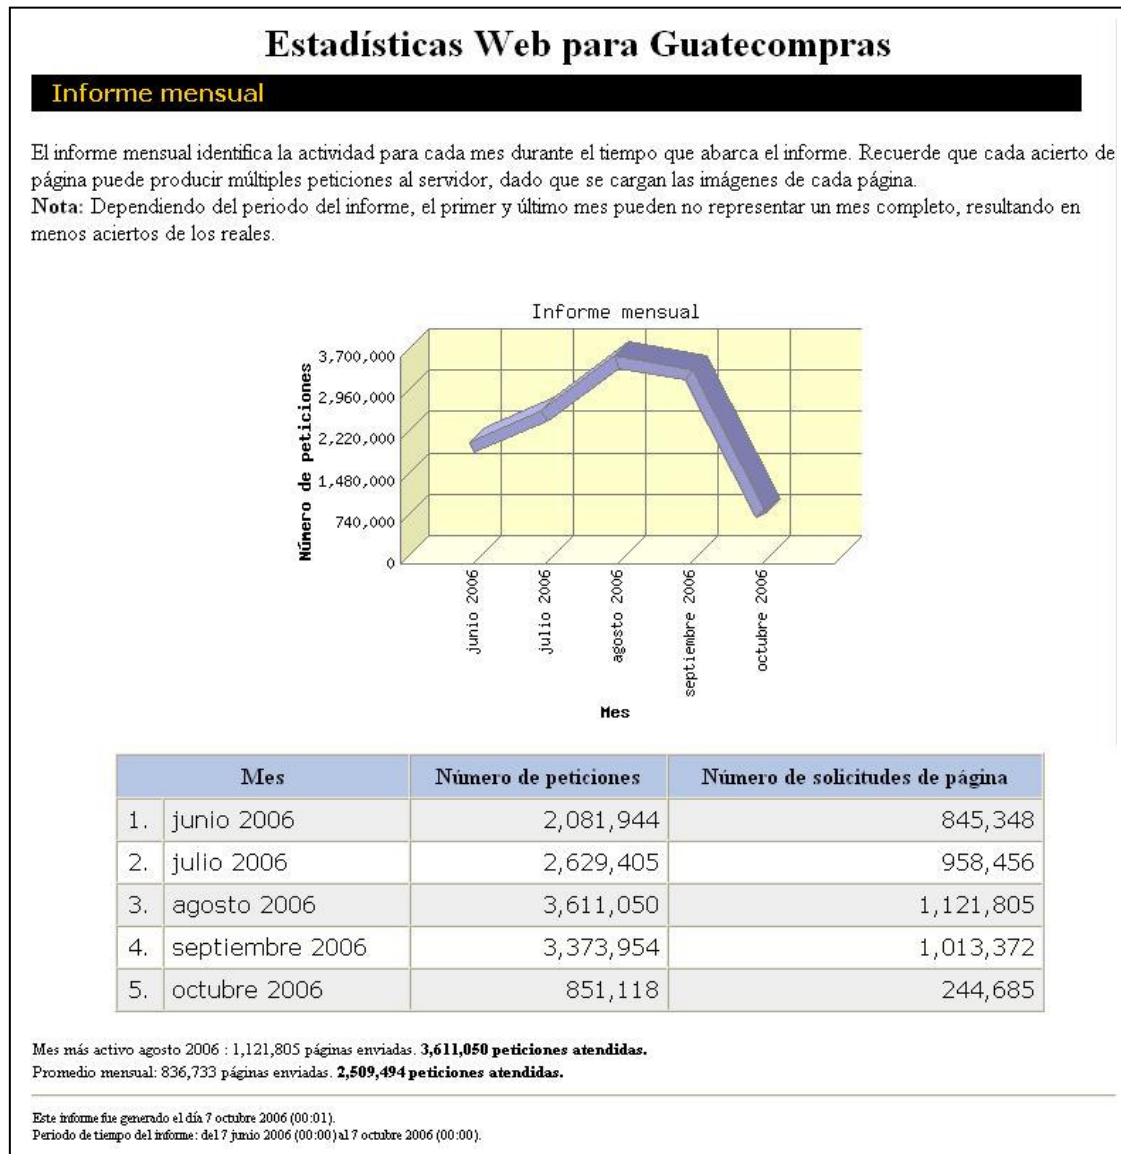 Estadísticas Web para Guatecompras
Informe mensual
El informe mensual identifica la actividad para cada mes durante el tiempo que abarca el informe. Recuerde que cada acierto de
página puede producir múltiples peticiones al servidor, dado que se cargan las imágenes de cada página.
Nota: Dependiendo del periodo del informe, el primer y último mes pueden no representar un mes completo, resultando en
menos aciertos de los reales.
Informe mensual
Número de peticiones
3,700,000
2,960,000
2,220,000
1,480,000
740,000
0
junio 2006
julio 2006
agosto 2006
septiembre 2006
octubre 2006
Mes
Mes Número de peticiones Número de solicitudes de página
1. junio 2006 2,081,944 845,348
2. julio 2006 2,629,405 958,456
3. agosto 2006 3,611,050 1,121,805
4. septiembre 2006 3,373,954 1,013,372
5. octubre 2006 851,118 244,685
Mes más activo agosto 2006 : 1,121,805 páginas enviadas. 3,611,050 peticiones atendidas.
Promedio mensual: 836,733 páginas enviadas. 2,509,494 peticiones atendidas.
Este informe fue generado el día 7 octubre 2006 (00:01).
Periodo de tiempo del informe: del 7 junio 2006 (00:00) al 7 octubre 2006 (00:00).